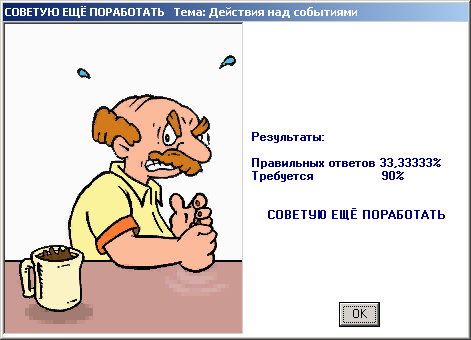 СОВЕТУЮ ЕЩЁ ПОРАБОТАТЬ Тема: Действия над событиями
Результаты:
Правильных ответов 33,33333%
Требуется 90%
СОВЕТУЮ ЕЩЁ ПОРАБОТАТЬ
OK